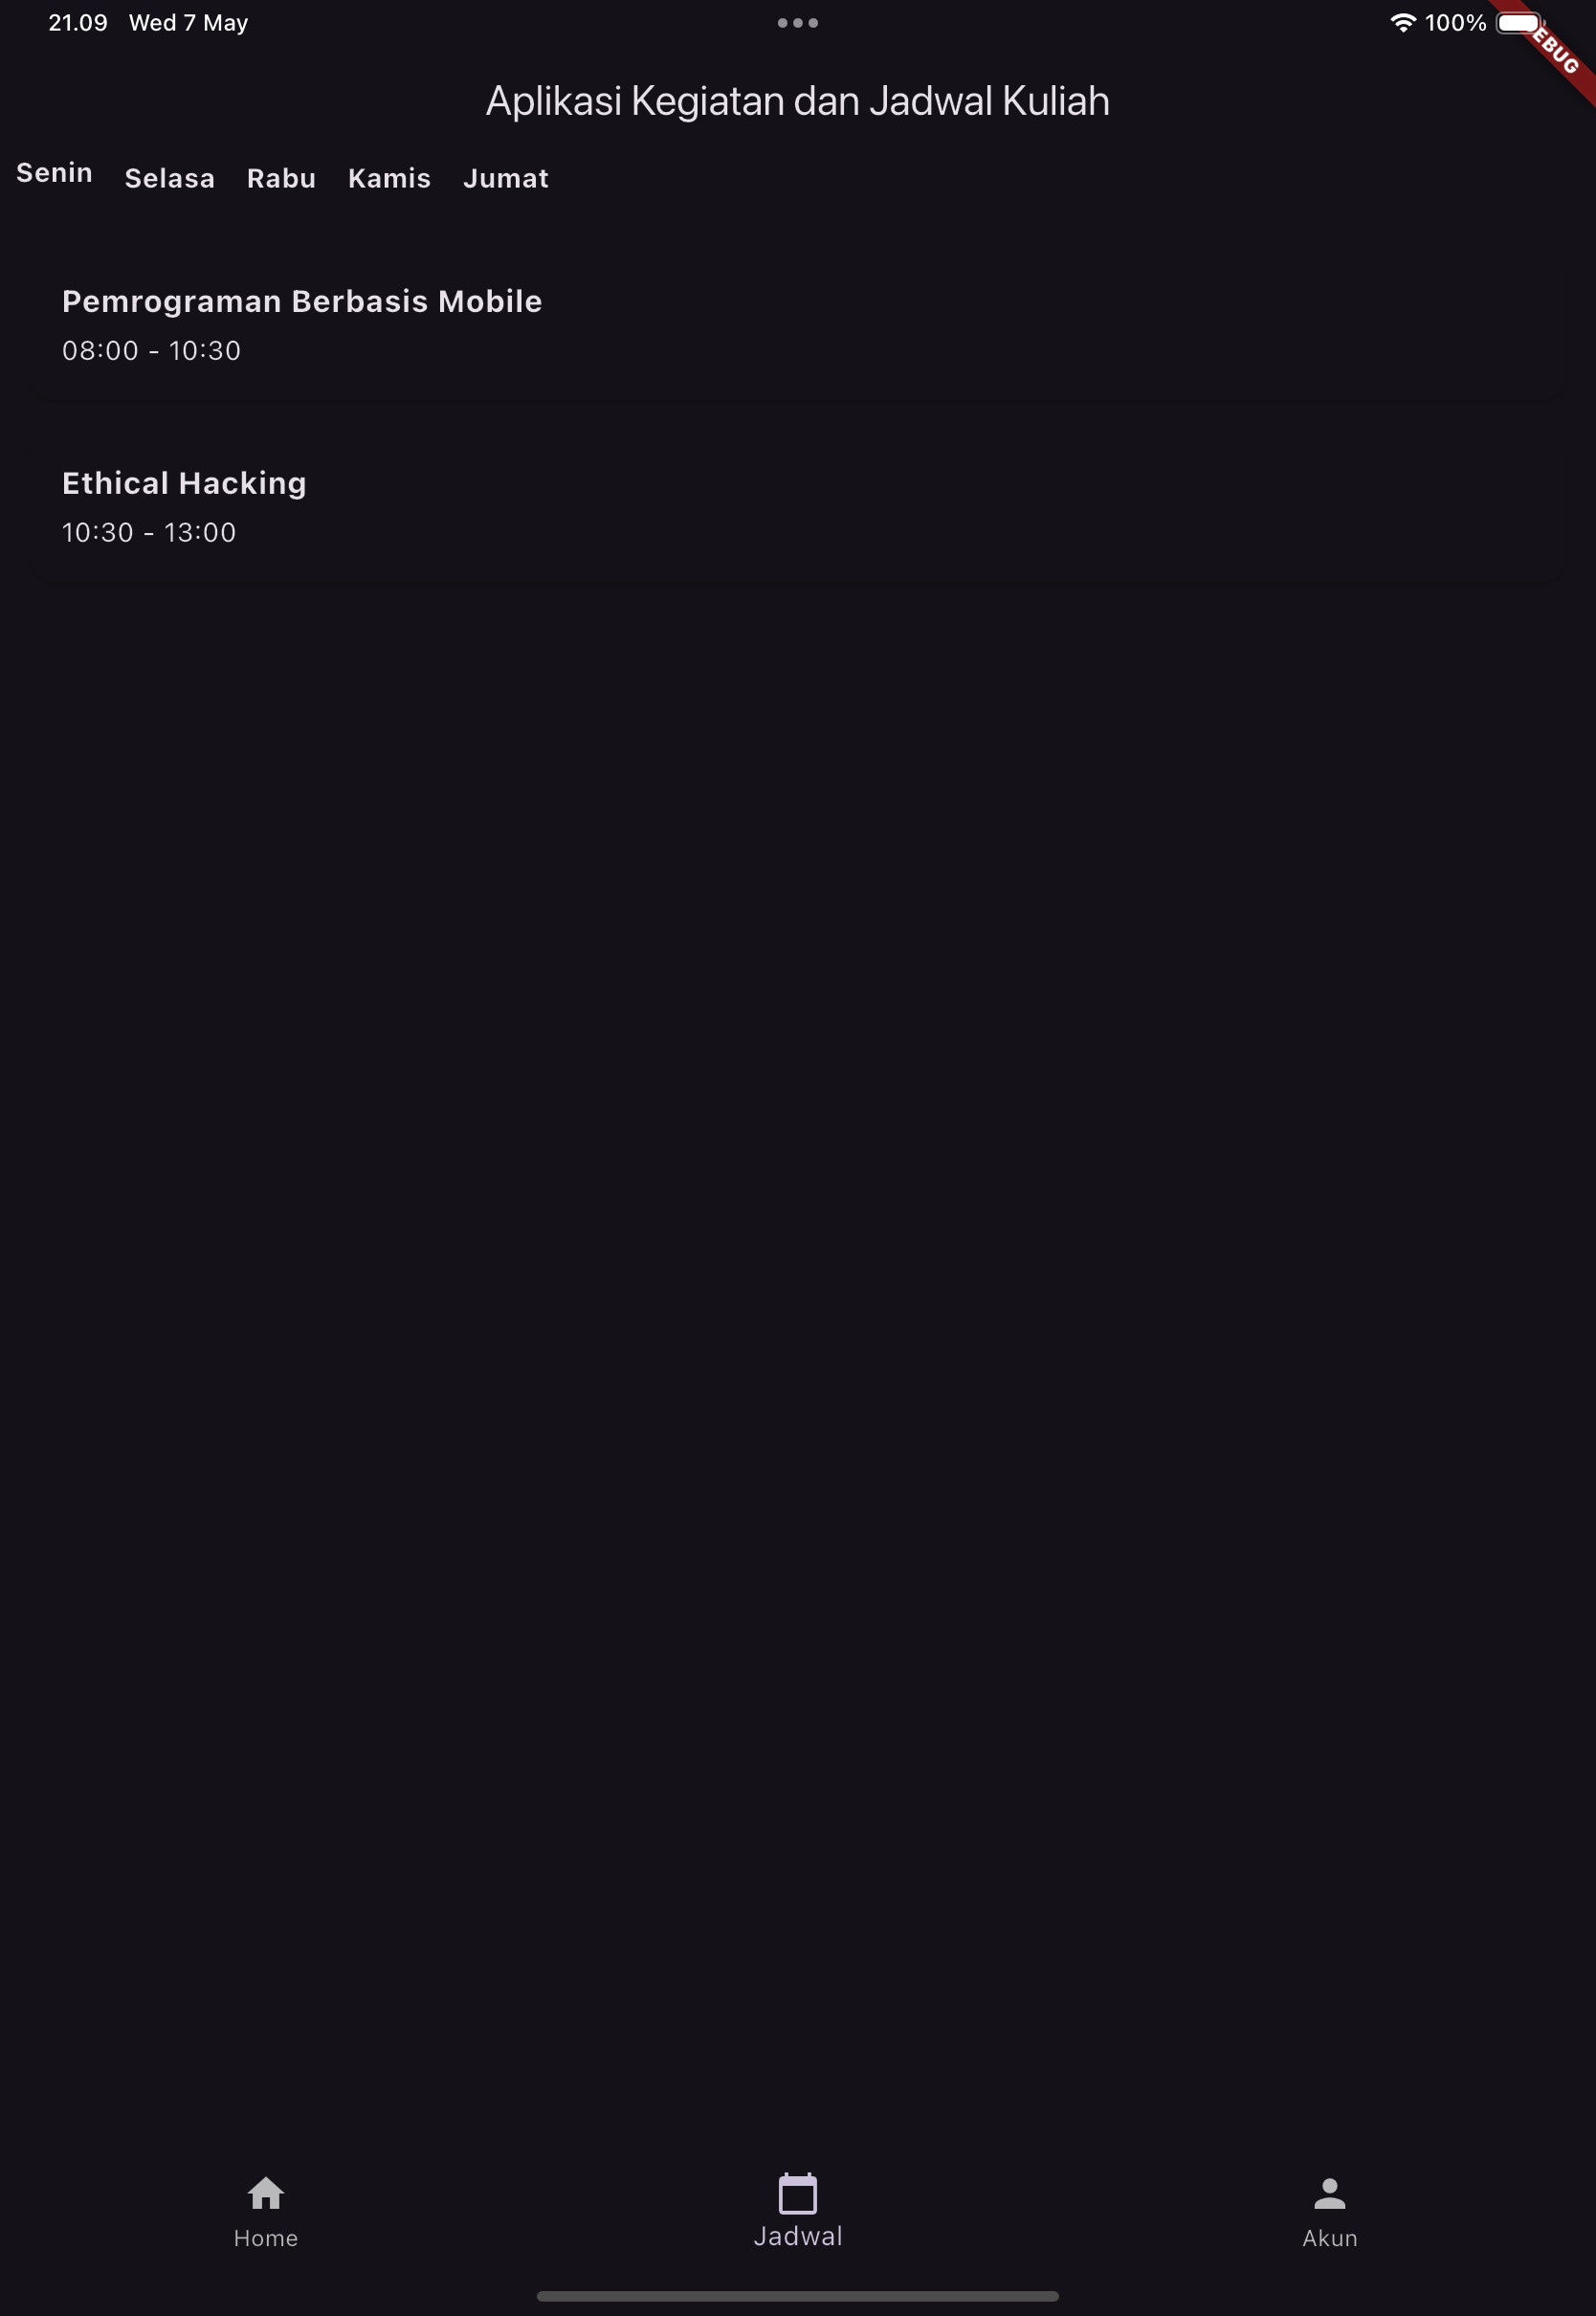 21.09 Wed 7 May
100%
EBUG
Aplikasi Kegiatan dan Jadwal Kuliah
Senin Selasa Rabu Kamis Jumat
Pemrograman Berbasis Mobile
08:00 - 10:30
Ethical Hacking
10:30 - 13:00
Home Jadwal Akun